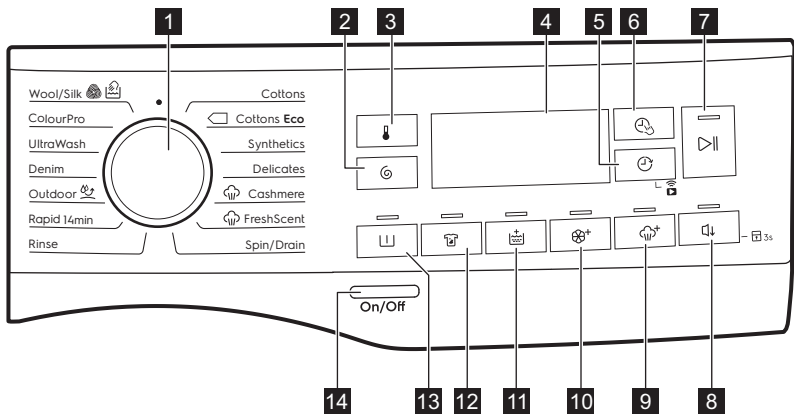 1 2 3 4 5 6 7
Wool/Silk
ColourPro
UltraWash
Denim
Outdoor
Rapid 14min
Rinse
Cottons
Cottons Eco
Synthetics
Delicates
Cashmere
FreshScent
Spin/Drain
3s
On/Off
14 13 12 11 10 9 8